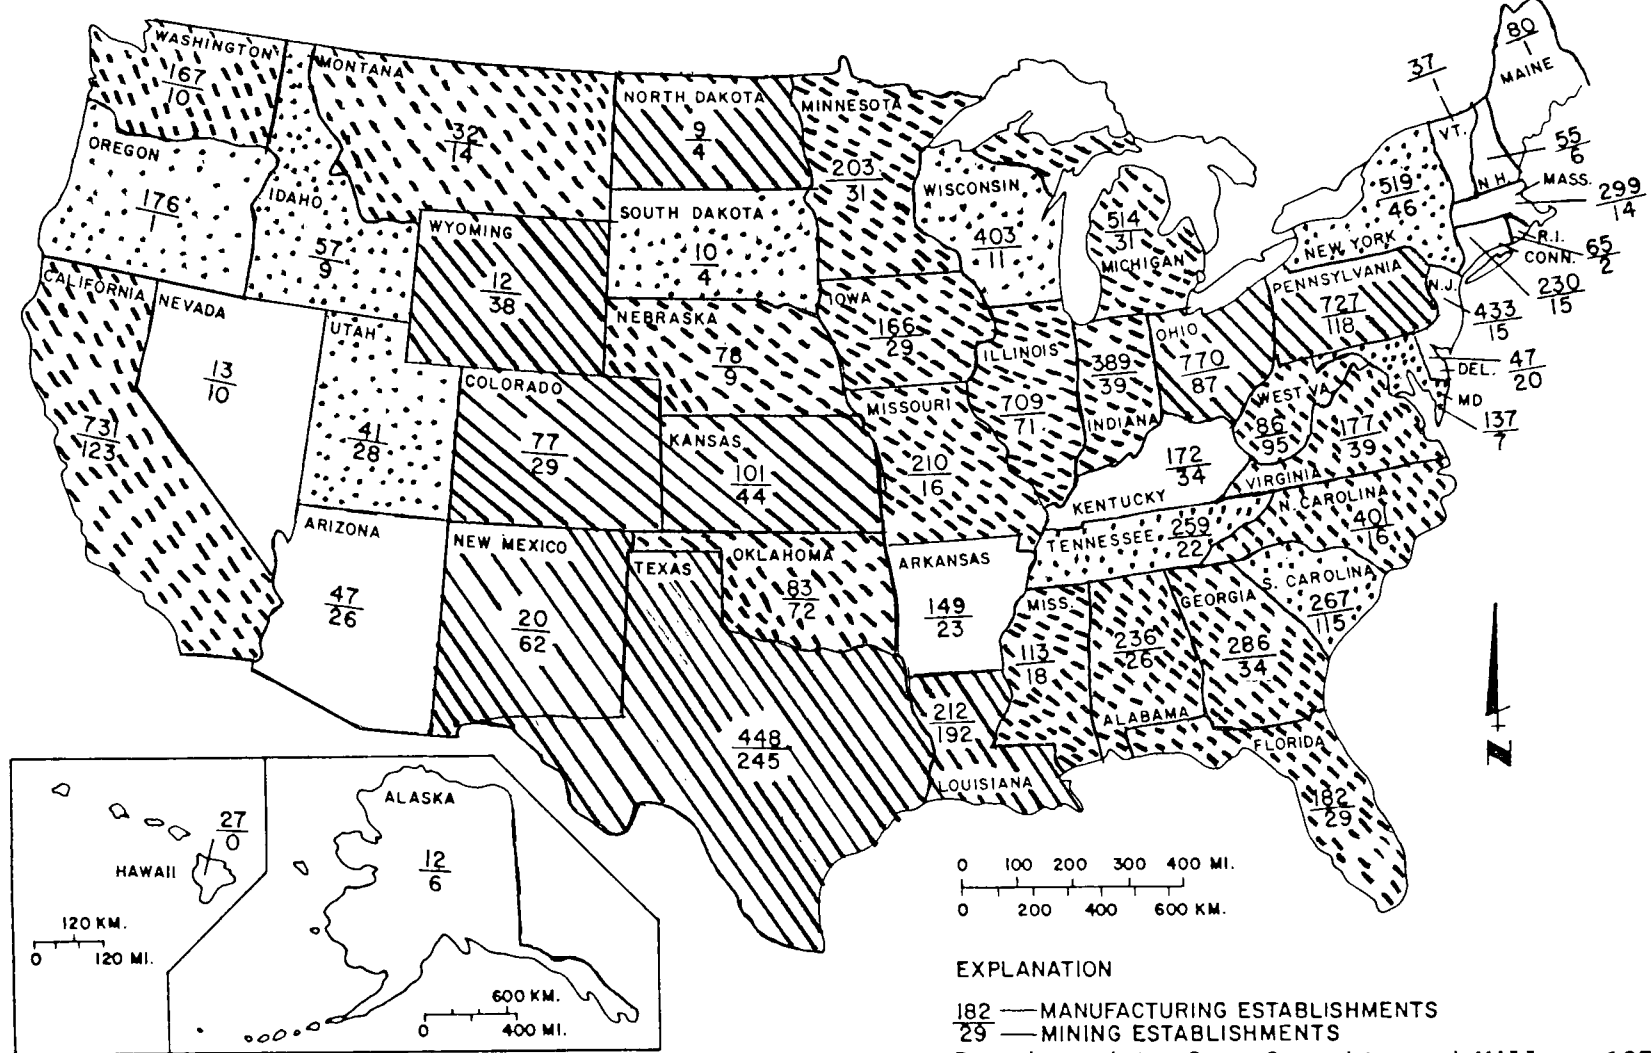 WASHINGTON
167
10
MONTANA
32
14
NORTH DAKOTA
9
4
MINNESOTA
203
31
OREGON
176
1
IDAHO
57
9
WYOMING
12
38
SOUTH DAKOTA
10
4
WISCONSIN
403
11
514
31
MICHIGAN
519
46
NEW YORK
37
VT.
80
1
MAINE
55
6
N.H.
MASS.
299
14
R.I.
65
2
CONN.
230
15
CALIFORNIA
731
123
NEVADA
13
10
UTAH
41
28
COLORADO
77
29
NEBRASKA
78
9
KANSAS
101
44
IOWA
166
29
MISSOURI
210
16
ILLINOIS
709
71
389
39
INDIANA
OHIO
770
87
PENNSYLVANIA
727
118
N.J.
433
15
DEL.
47
20
MD
137
7
WEST VA.
86
95
177
39
VIRGINIA
172
34
KENTUCKY
TENNESSEE
259
22
N. CAROLINA
401
16
S. CAROLINA
267
115
ARIZONA
47
26
NEW MEXICO
20
62
TEXAS
448
245
OKLAHOMA
83
72
ARKANSAS
149
23
212
192
LOUISIANA
MISS.
113
18
236
26
ALABAMA
GEORGIA
286
34
FLORIDA
182
29
N
27
0
HAWAII
120 KM.
0 120 MI.
ALASKA
12
6
600 KM.
0 400 MI.
0 100 200 300 400 MI.
0 200 400 600 KM.
EXPLANATION
182 MANUFACTURING ESTABLISHMENTS
29 MINING ESTABLISHMENTS